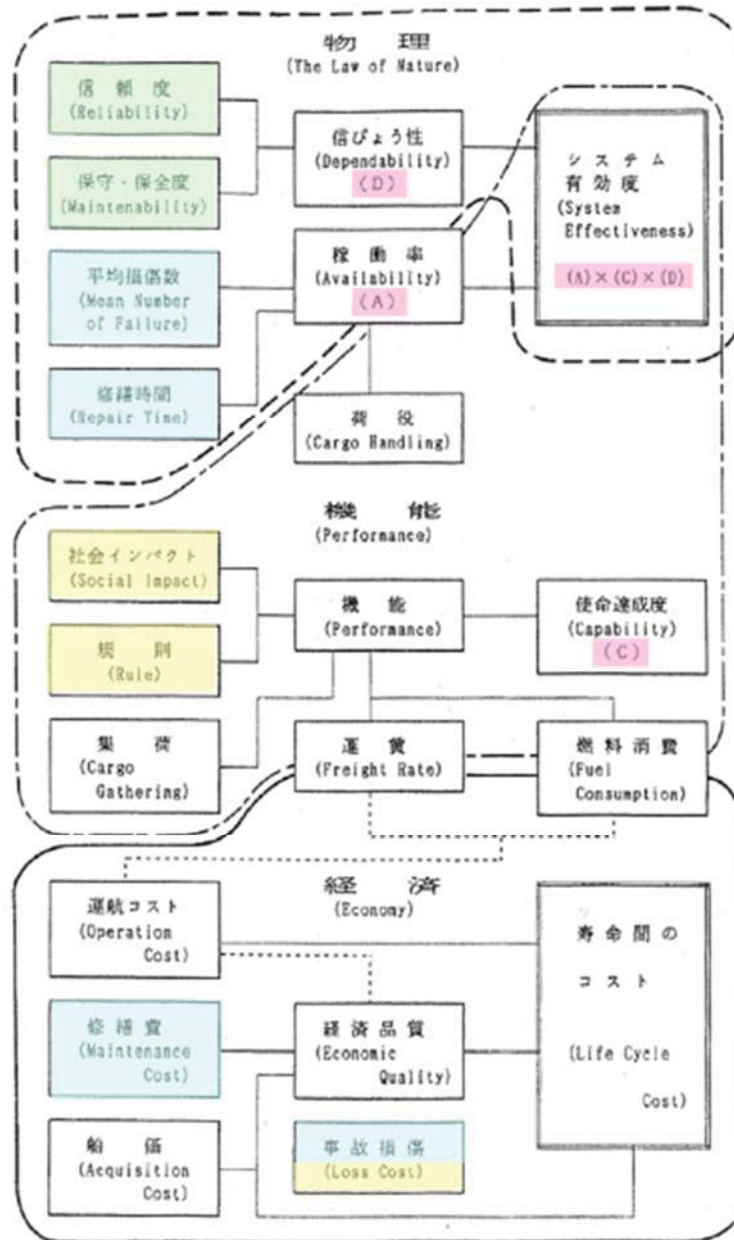 物理
(The Law of Nature)
信頼度
(Reliability)
保守・保全度
(Maintenability)
信ぴょう性
(Dependability)
(D)
システム
有効度
(System
Effectiveness)
(A)×(C)×(D)
平均損傷数
(Mean Number
of Failure)
稼働率
(Availability)
(A)
修繕時間
(Repair Time)
荷役
(Cargo Handling)
機能
(Performance)
社会インパクト
(Social Impact)
規則
(Rule)
機能
(Performance)
使命達成度
(Capability)
(C)
集荷
(Cargo
Gathering)
運賃
(Freight Rate)
燃料消費
(Fuel
Consumption)
経済
(Economy)
運航コスト
(Operation
Cost)
寿命間の
コスト
(Life Cycle
Cost)
修繕費
(Maintenance
Cost)
経済品質
(Economic
Quality)
船価
(Acquisition
Cost)
事故損傷
(Loss Cost)